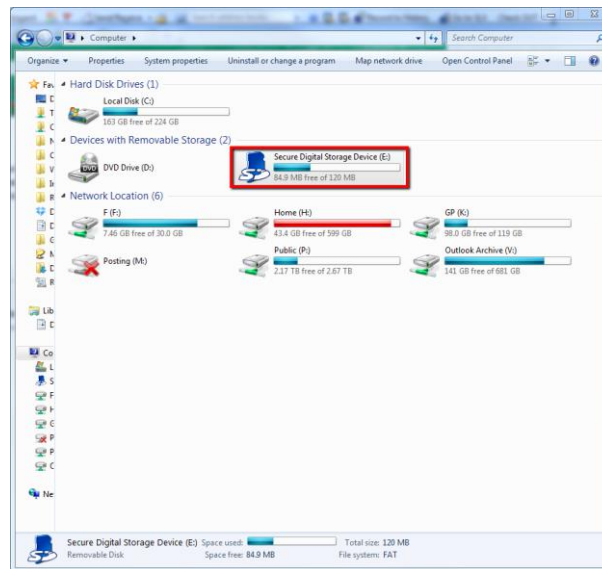 Computer
Search Computer
Organize Properties System properties Uninstall or change a program Map network drive Open Control Panel
Fav
Hard Disk Drives (1)
Local Disk (C:)
163 GB free of 224 GB
Devices with Removable Storage (2)
DVD Drive (D:)
DVD
Secure Digital Storage Device (E:)
84.9 MB free of 120 MB
Network Location (6)
F (F:)
7.46 GB free of 30.0 GB
Home (H:)
43.4 GB free of 599 GB
GP (K:)
98.0 GB free of 119 GB
Posting (M:)
Public (P:)
2.17 TB free of 2.67 TB
Outlook Archive (V:)
141 GB free of 681 GB
Lib
Co
Ne
Secure Digital Storage Device (E:) Space used: Total size: 120 MB
Removable Disk Space free: 84.9 MB File system: FAT